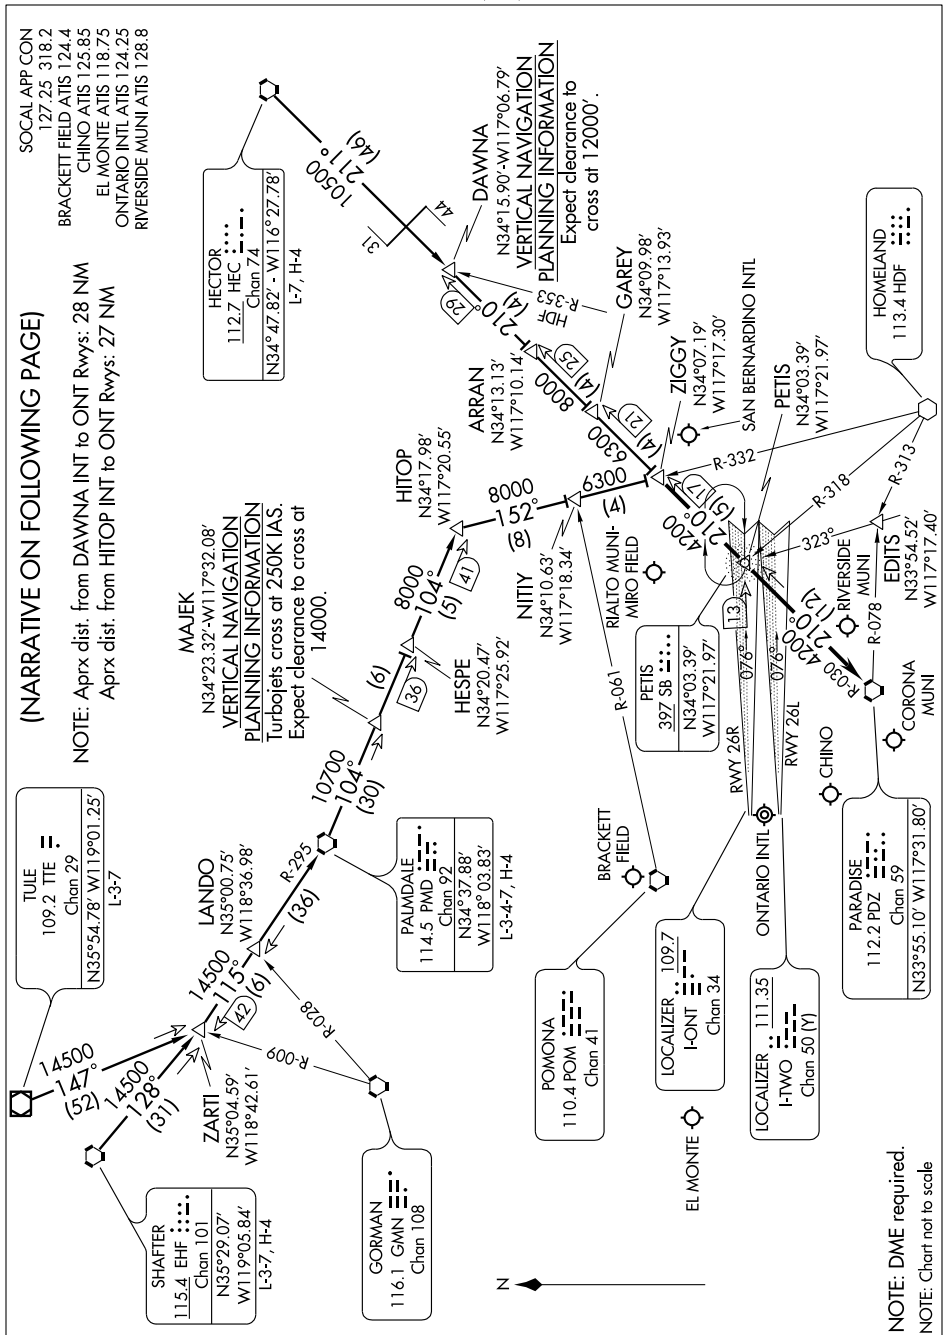 (NARRATIVE ON FOLLOWING PAGE)
NOTE: Aprx dist. from DAWNA INT to ONT Rwys: 28 NM
Aprx dist. from HITOP INT to ONT Rwys: 27 NM
SOCAL APP CON
127.25 318.2
BRACKETT FIELD ATIS 124.4
CHINO ATIS 125.85
EL MONTE ATIS 118.75
ONTARIO INTL ATIS 124.25
RIVERSIDE MUNI ATIS 128.8
TULE
109.2 TTE
Chan 29
N35°54.78' W119°01.25'
L-3-7
SHAFTER
115.4 EHF
Chan 101
N35°29.07'
W119°05.84'
L-3-7, H-4
14500
147°
(52)
14500
128°
(31)
ZARTI
N35°04.59'
W118°42.61'
14500
115°
(6)
42
LANDO
N35°00.75'
W118°36.98'
R-295
(36)
R-009
R-028
GORMAN
116.1 GMN
Chan 108
PALMDALE
114.5 PMD
Chan 92
N34°37.88'
W118°03.83'
L-3-4-7, H-4
10700
104°
(30)
MAJEK
N34°23.32'-W117°32.08'
VERTICAL NAVIGATION
PLANNING INFORMATION
Turbojets cross at 250K IAS.
Expect clearance to cross at
14000.
(6)
36
HESPE
N34°20.47'
W117°25.92'
8000
104°
(5)
41
HITOP
N34°17.98'
W117°20.55'
8000
152°
(8)
NITY
N34°10.63'
W117°18.34'
6300
(4)
HECTOR
112.7 HEC
Chan 74
N34°47.82' - W116°27.78'
L-7, H-4
10500
211°
(46)
31
44
DAWNA
N34°15.90'-W117°06.79'
VERTICAL NAVIGATION
PLANNING INFORMATION
Expect clearance to
cross at 12000'.
29
210°
(4)
HDF
R-353
ARRAN
N34°13.13'
W117°10.14'
8000
(4)
25
GAREY
N34°09.98'
W117°13.93'
6300
(4)
21
ZIGGY
N34°07.19'
W117°17.30'
SAN BERNARDINO INTL
17
4200
210°
(5)
PETIS
N34°03.39'
W117°21.97'
RIALTO MUNI-
MIRO FIELD
PETIS
397 SB
N34°03.39'
W117°21.97'
R-061
R-332
R-318
R-313
323°
HOMELAND
113.4 HDF
EDITS
N33°54.52'
W117°17.40'
R-078
RIVERSIDE
MUNI
13
076°
076°
RWY 26R
RWY 26L
4200
210°
(12)
R-030
CORONA
MUNI
CHINO
PARADISE
112.2 PDZ
Chan 59
N33°55.10' W117°31.80'
BRACKETT
FIELD
POMONA
110.4 POM
Chan 41
LOCALIZER 109.7
I-ONT
Chan 34
ONTARIO INTL
LOCALIZER 111.35
I-TWO
Chan 50 (Y)
EL MONTE
N
NOTE: DME required.
NOTE: Chart not to scale